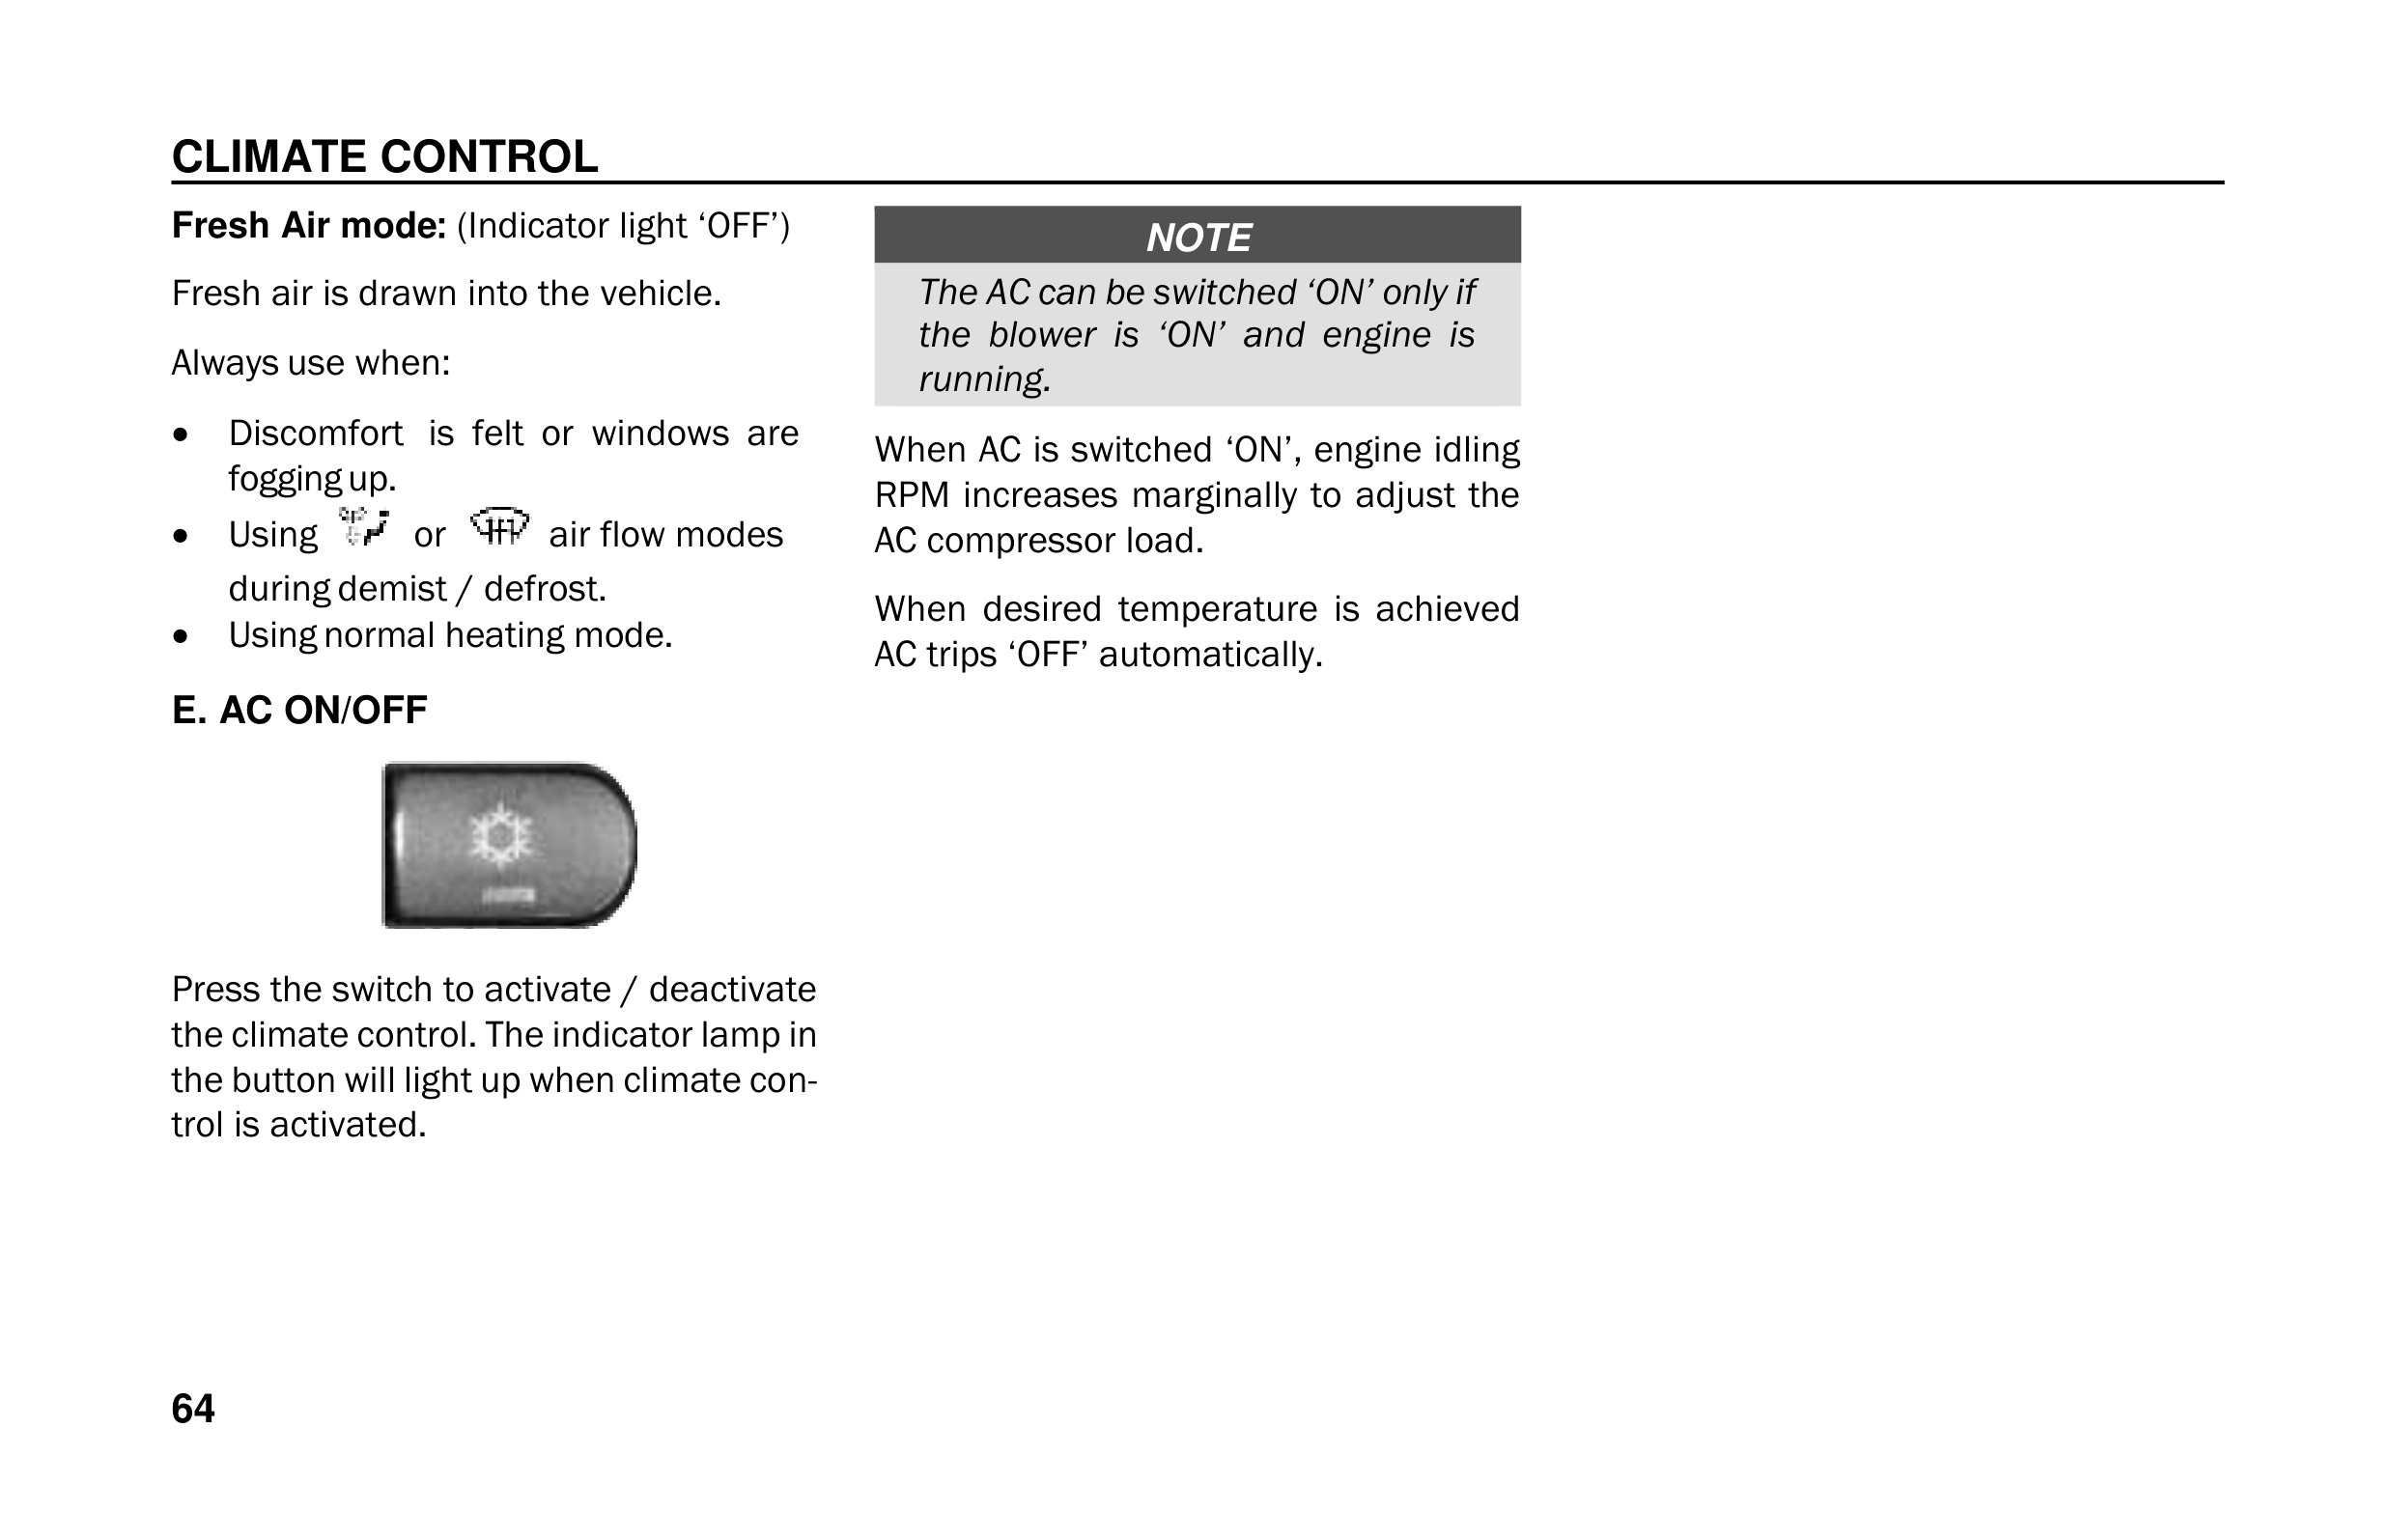 CLIMATE CONTROL
Fresh Air mode: (Indicator light ‘OFF’)
Fresh air is drawn into the vehicle.
Always use when:
• Discomfort is felt or windows are
fogging up.
• Using or air flow modes
during demist / defrost.
• Using normal heating mode.
E. AC ON/OFF
Press the switch to activate / deactivate
the climate control. The indicator lamp in
the button will light up when climate con-
trol is activated.
NOTE
The AC can be switched ‘ON’ only if
the blower is ‘ON’ and engine is
running.
When AC is switched ‘ON’, engine idling
RPM increases marginally to adjust the
AC compressor load.
When desired temperature is achieved
AC trips ‘OFF’ automatically.
64